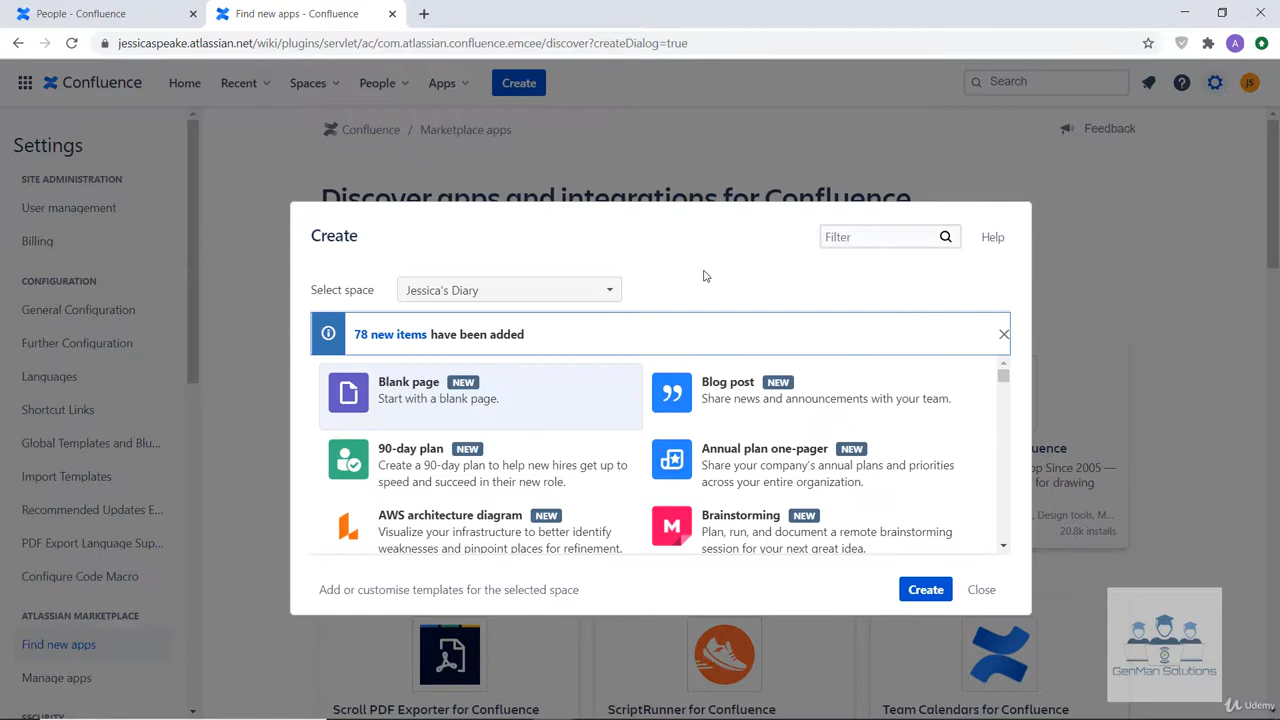 People - Confluence
Find new apps - Confluence
jessicaspeake.atlassian.net/wiki/plugins/servlet/ac/com.atlassian.confluence.emcee/discover?createDialog=true
A
Confluence
Home
Recent
Spaces
People
Apps
Create
Search
JS
Settings
SITE ADMINISTRATION
User management
Billing
CONFIGURATION
General Configuration
Further Configuration
Languages
Shortcut Links
Global Templates and Blu...
Import Templates
Recommended Updates E...
PDF Export Language Sup...
Configure Code Macro
ATLASSIAN MARKETPLACE
Find new apps
Manage apps
SECURITY
Confluence / Marketplace apps
Feedback
Discover apps and integrations for Confluence
Create
Filter
Help
Select space
Jessica's Diary
78 new items have been added
Blank page NEW
Start with a blank page.
Blog post NEW
Share news and announcements with your team.
90-day plan NEW
Create a 90-day plan to help new hires get up to
speed and succeed in their new role.
Annual plan one-pager NEW
Share your company's annual plans and priorities
across your entire organization.
AWS architecture diagram NEW
Visualize your infrastructure to better identify
weaknesses and pinpoint places for refinement.
M
Brainstorming NEW
Plan, run, and document a remote brainstorming
session for your next great idea.
Add or customise templates for the selected space
Create
Close
uence
p Since 2005 —
for drawing
, Design tools, M...
20.8k installs
Scroll PDF Exporter for Confluence
ScriptRunner for Confluence
Team Calendars for Confluence
GenMan Solutions
Udemy